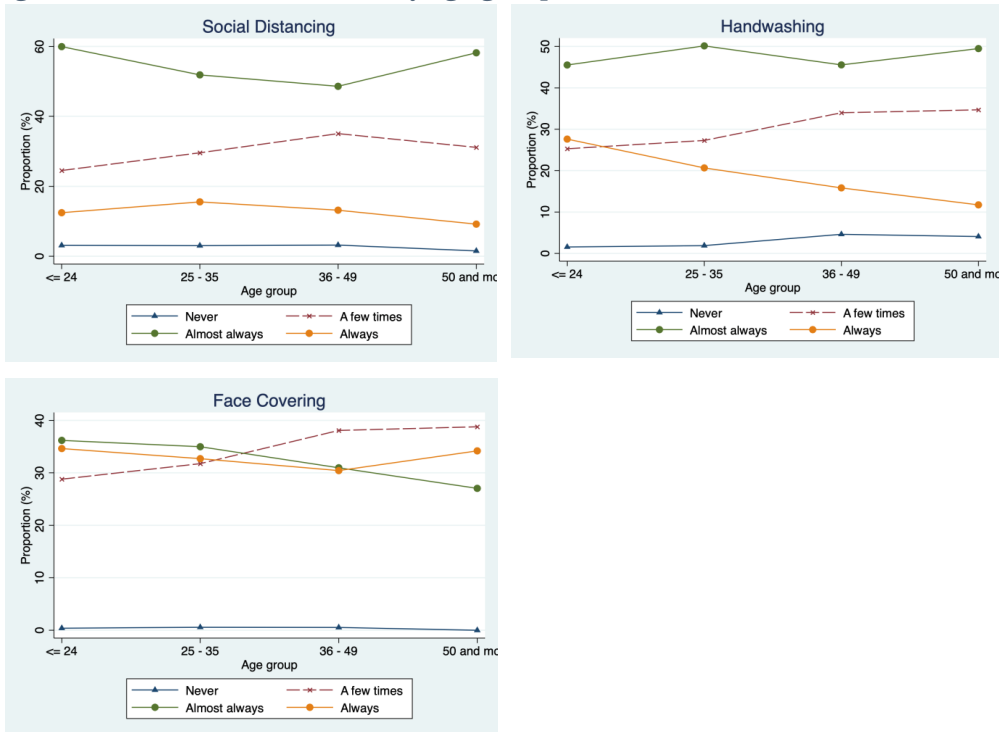 Social Distancing
Proportion (%)
60
40
20
0
<= 24 25 - 35 36 - 49 50 and mo
Age group
Never A few times
Almost always Always
Handwashing
Proportion (%)
50
40
30
20
10
0
<= 24 25 - 35 36 - 49 50 and mo
Age group
Never A few times
Almost always Always
Face Covering
Proportion (%)
40
30
20
10
0
<= 24 25 - 35 36 - 49 50 and mo
Age group
Never A few times
Almost always Always